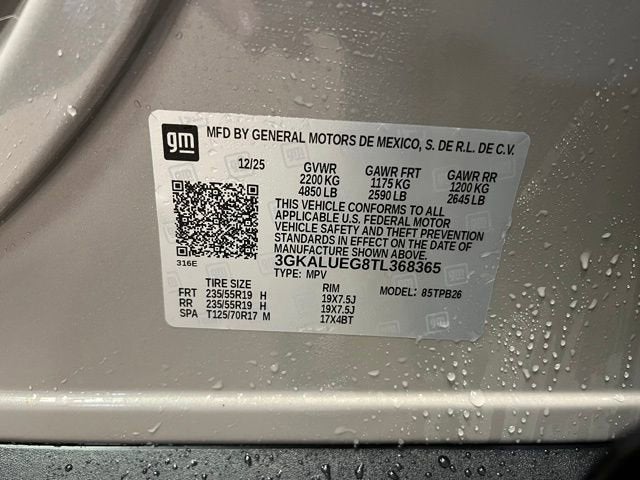 gm
MFD BY GENERAL MOTORS DE MEXICO, S. DE R.L. DE C.V.
12/25 GVWR GAWR FRT GAWR RR
2200 KG 1175 KG 1200 KG
4850 LB 2590 LB 2645 LB
THIS VEHICLE CONFORMS TO ALL
APPLICABLE U.S. FEDERAL MOTOR
VEHICLE SAFETY AND THEFT PREVENTION
STANDARDS IN EFFECT ON THE DATE OF
MANUFACTURE SHOWN ABOVE.
3GKALUEG8TL368365
316E
TYPE: MPV
TIRE SIZE RIM MODEL: 85TPB26
FRT 235/55R19 H 19X7.5J
RR 235/55R19 H 19X7.5J
SPA T125/70R17 M 17X4BT